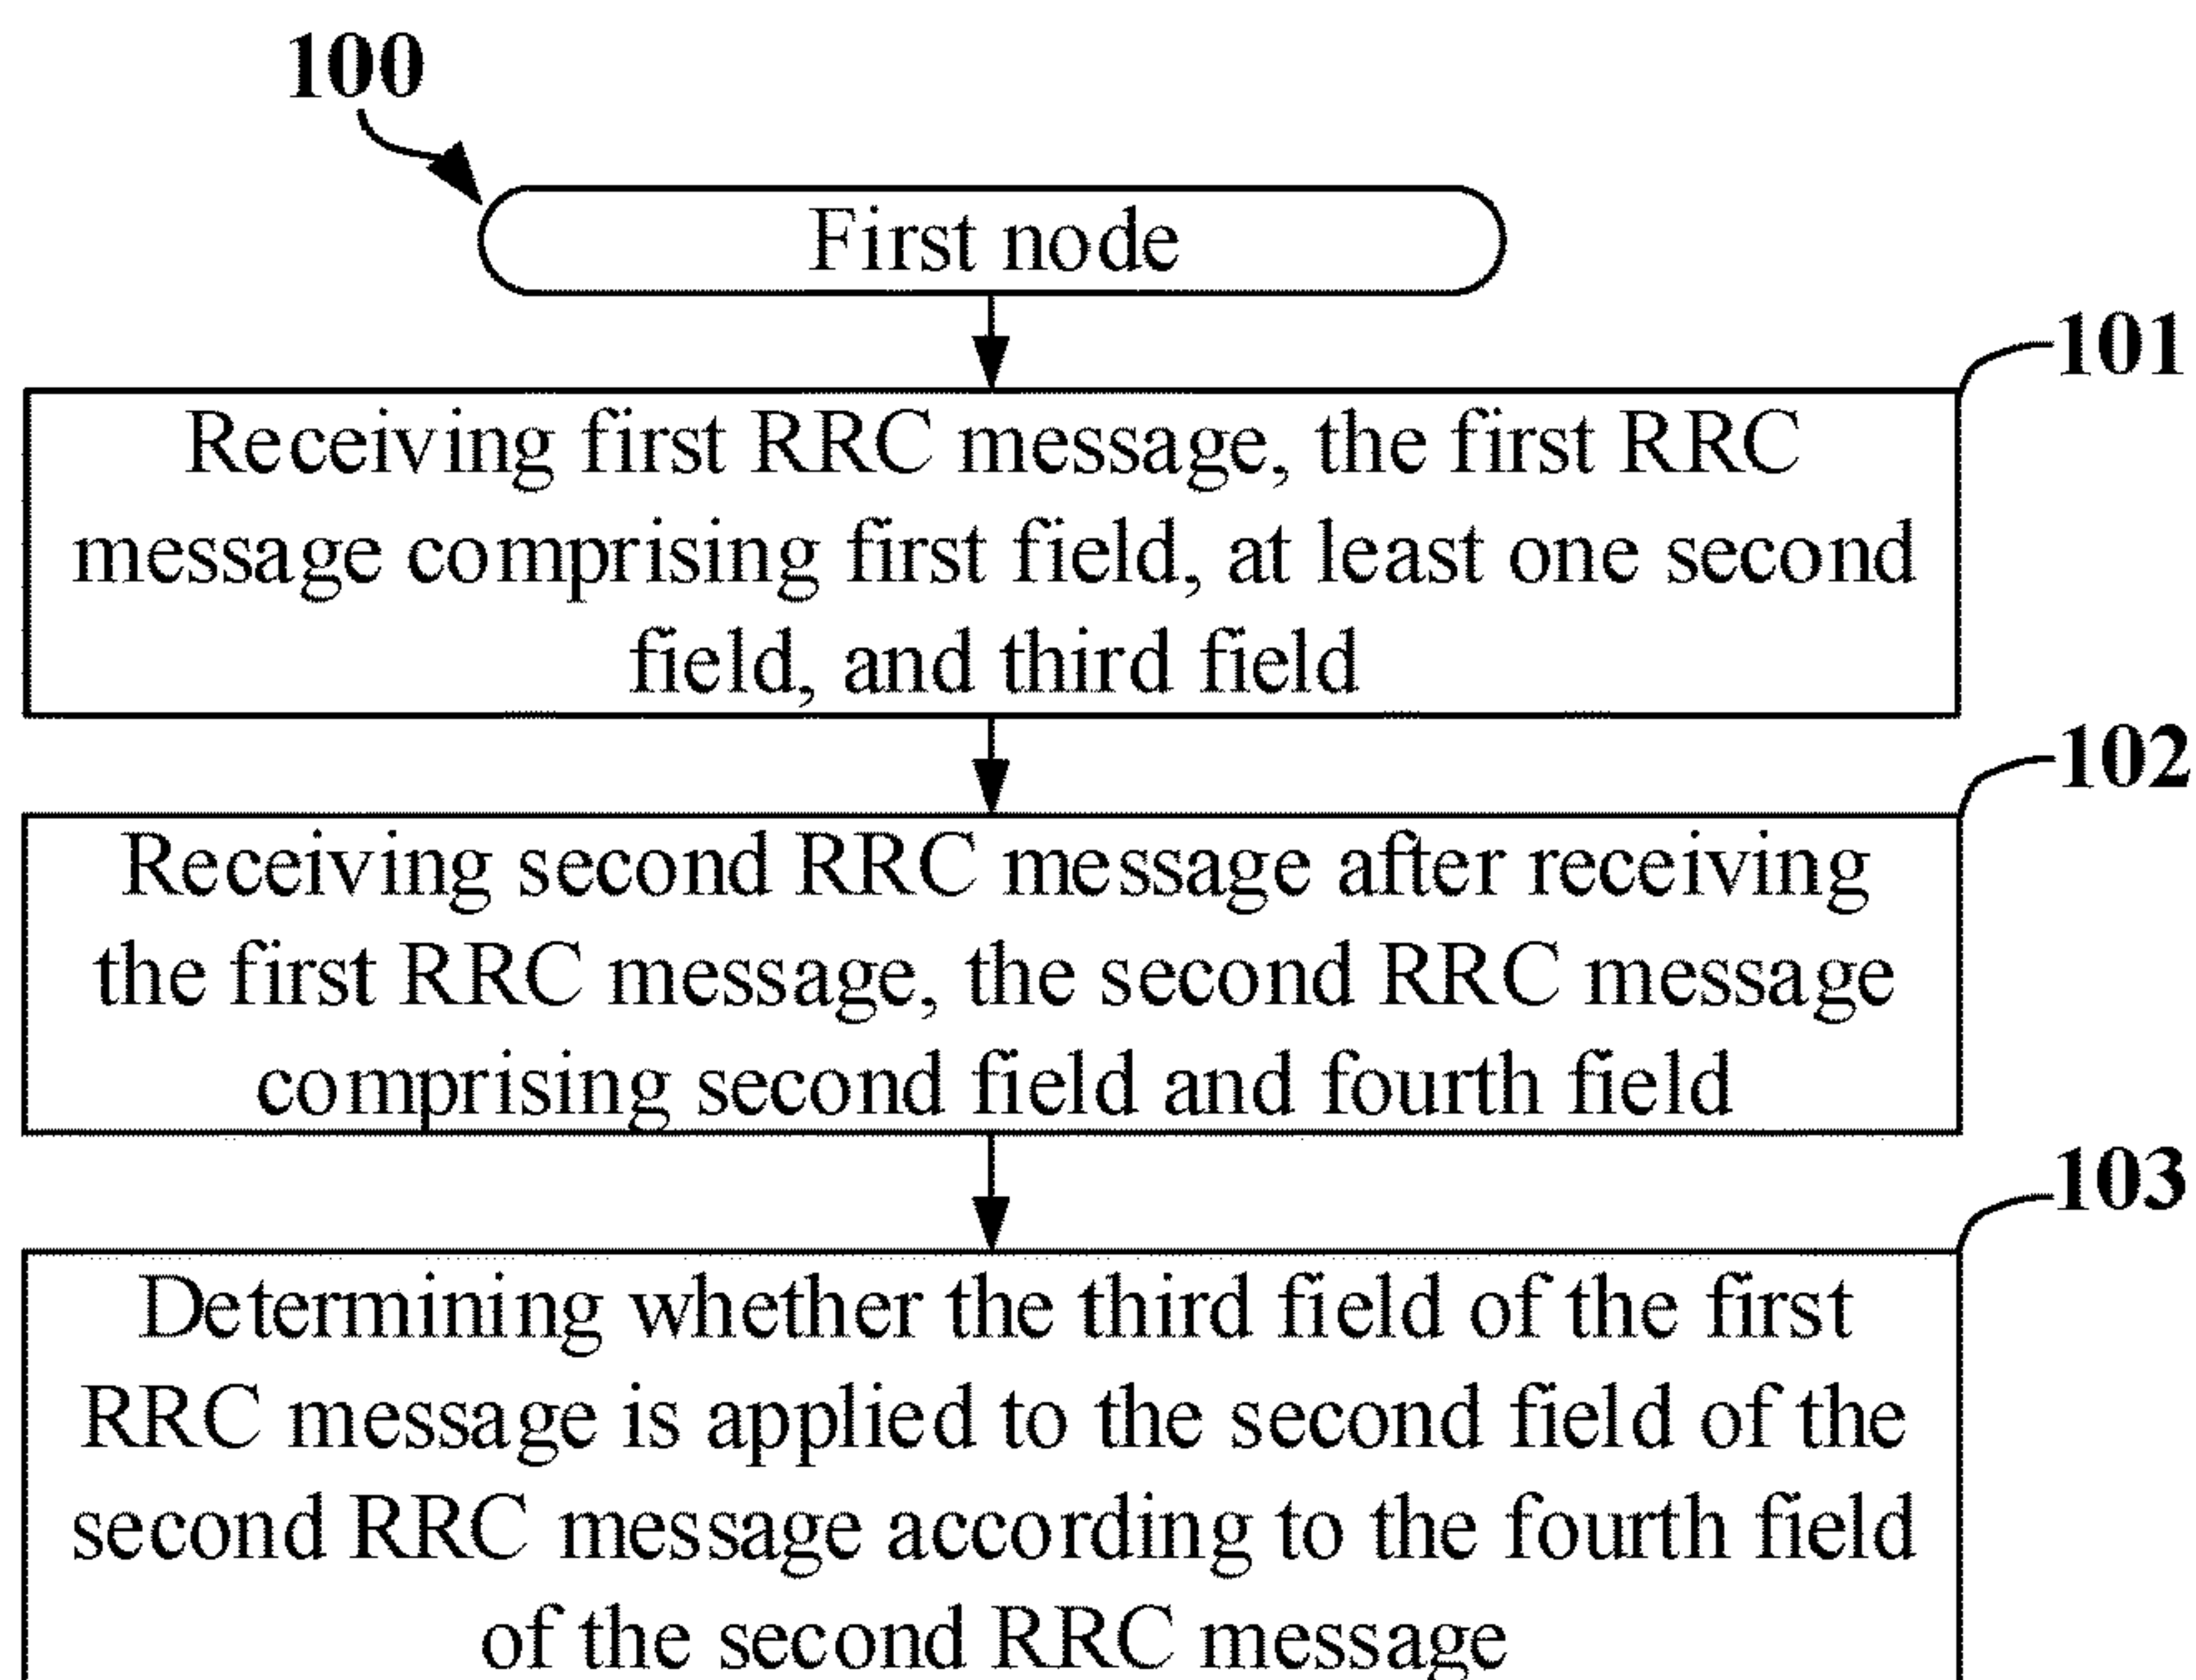 100
First node
101
Receiving first RRC message, the first RRC
message comprising first field, at least one second
field, and third field
102
Receiving second RRC message after receiving
the first RRC message, the second RRC message
comprising second field and fourth field
103
Determining whether the third field of the first
RRC message is applied to the second field of the
second RRC message according to the fourth field
of the second RRC message